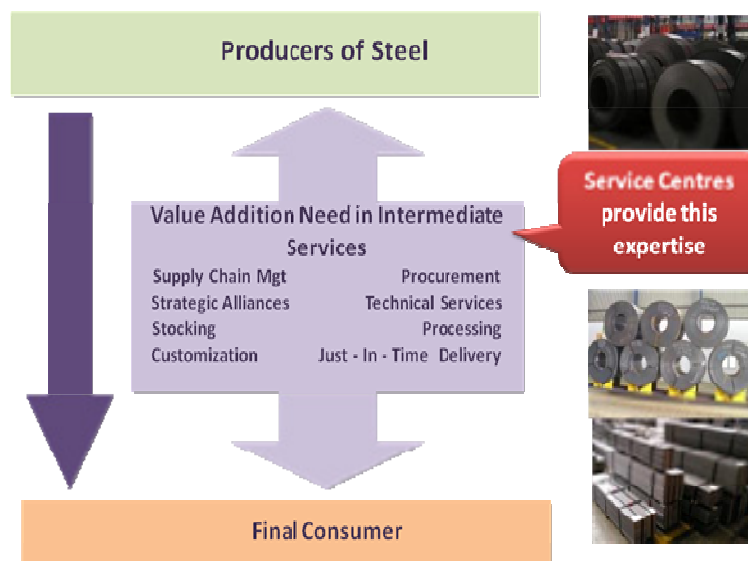 Producers of Steel
Service Centres
provide this
expertise
Value Addition Need in Intermediate
Services
Supply Chain Mgt Procurement
Strategic Alliances Technical Services
Stocking Processing
Customization Just - In - Time Delivery
Final Consumer